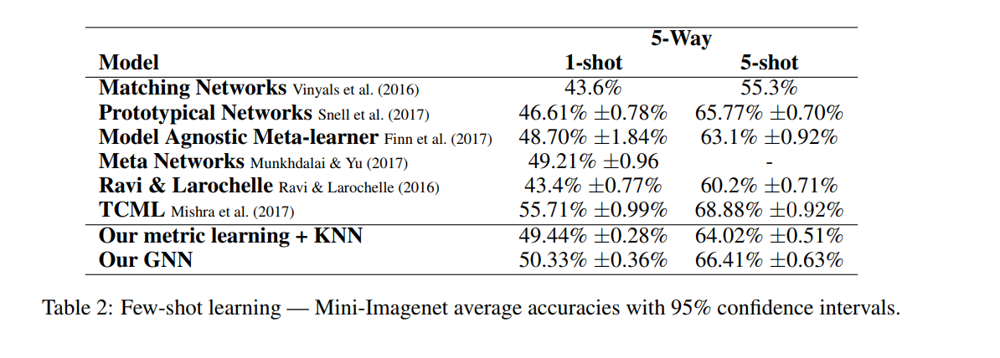 5-Way
Model 1-shot 5-shot
Matching Networks Vinyals et al. (2016) 43.6% 55.3%
Prototypical Networks Snell et al. (2017) 46.61% ±0.78% 65.77% ±0.70%
Model Agnostic Meta-learner Finn et al. (2017) 48.70% ±1.84% 63.1% ±0.92%
Meta Networks Munkhdalai & Yu (2017) 49.21% ±0.96 -
Ravi & Larochelle Ravi & Larochelle (2016) 43.4% ±0.77% 60.2% ±0.71%
TCML Mishra et al. (2017) 55.71% ±0.99% 68.88% ±0.92%
Our metric learning + KNN 49.44% ±0.28% 64.02% ±0.51%
Our GNN 50.33% ±0.36% 66.41% ±0.63%
Table 2: Few-shot learning — Mini-Imagenet average accuracies with 95% confidence intervals.